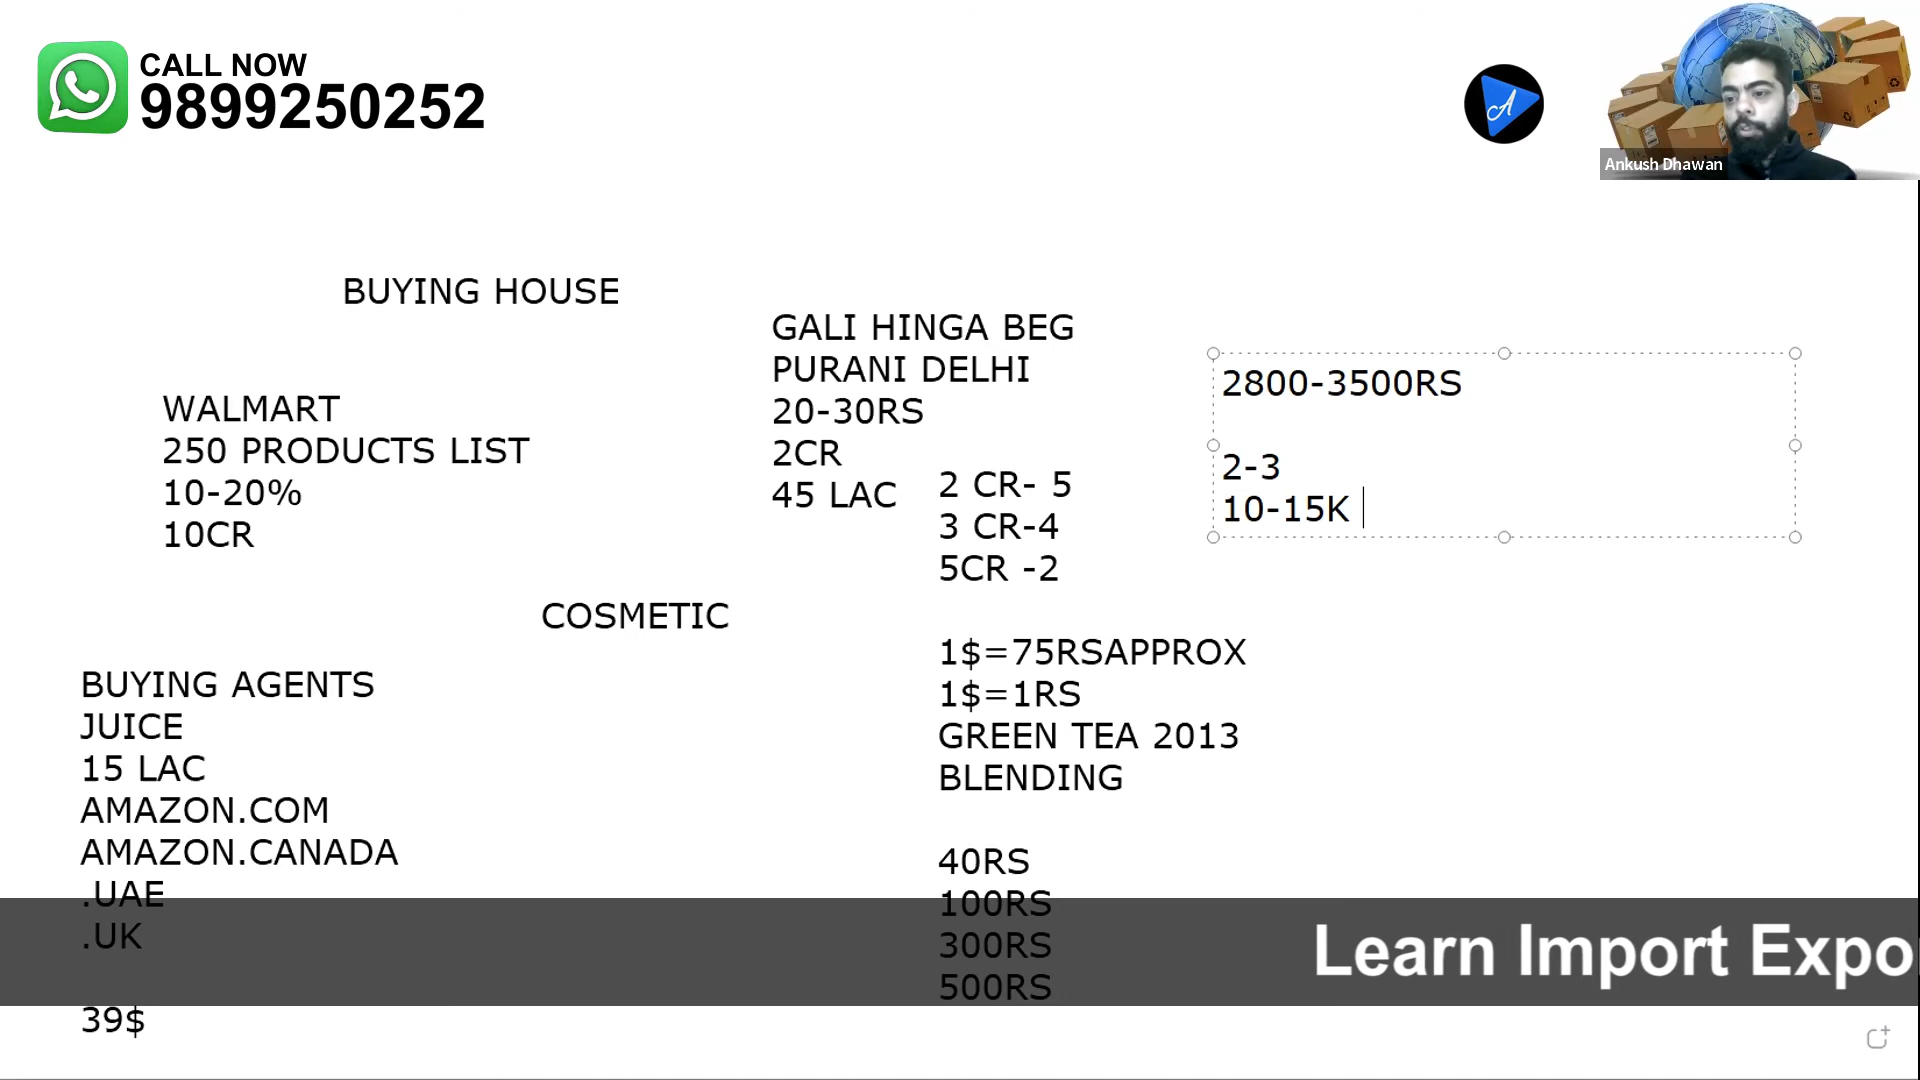 CALL NOW
9899250252
A
Ankush Dhawan
BUYING HOUSE
WALMART
250 PRODUCTS LIST
10-20%
10CR
GALI HINGA BEG
PURANI DELHI
20-30RS
2CR
45 LAC
2 CR- 5
3 CR-4
5CR -2
1$=75RSAPPROX
1$=1RS
GREEN TEA 2013
BLENDING
40RS
100RS
300RS
500RS
2800-3500RS
2-3
10-15K
COSMETIC
BUYING AGENTS
JUICE
15 LAC
AMAZON.COM
AMAZON.CANADA
.UAE
.UK
39$
Learn Import Expo